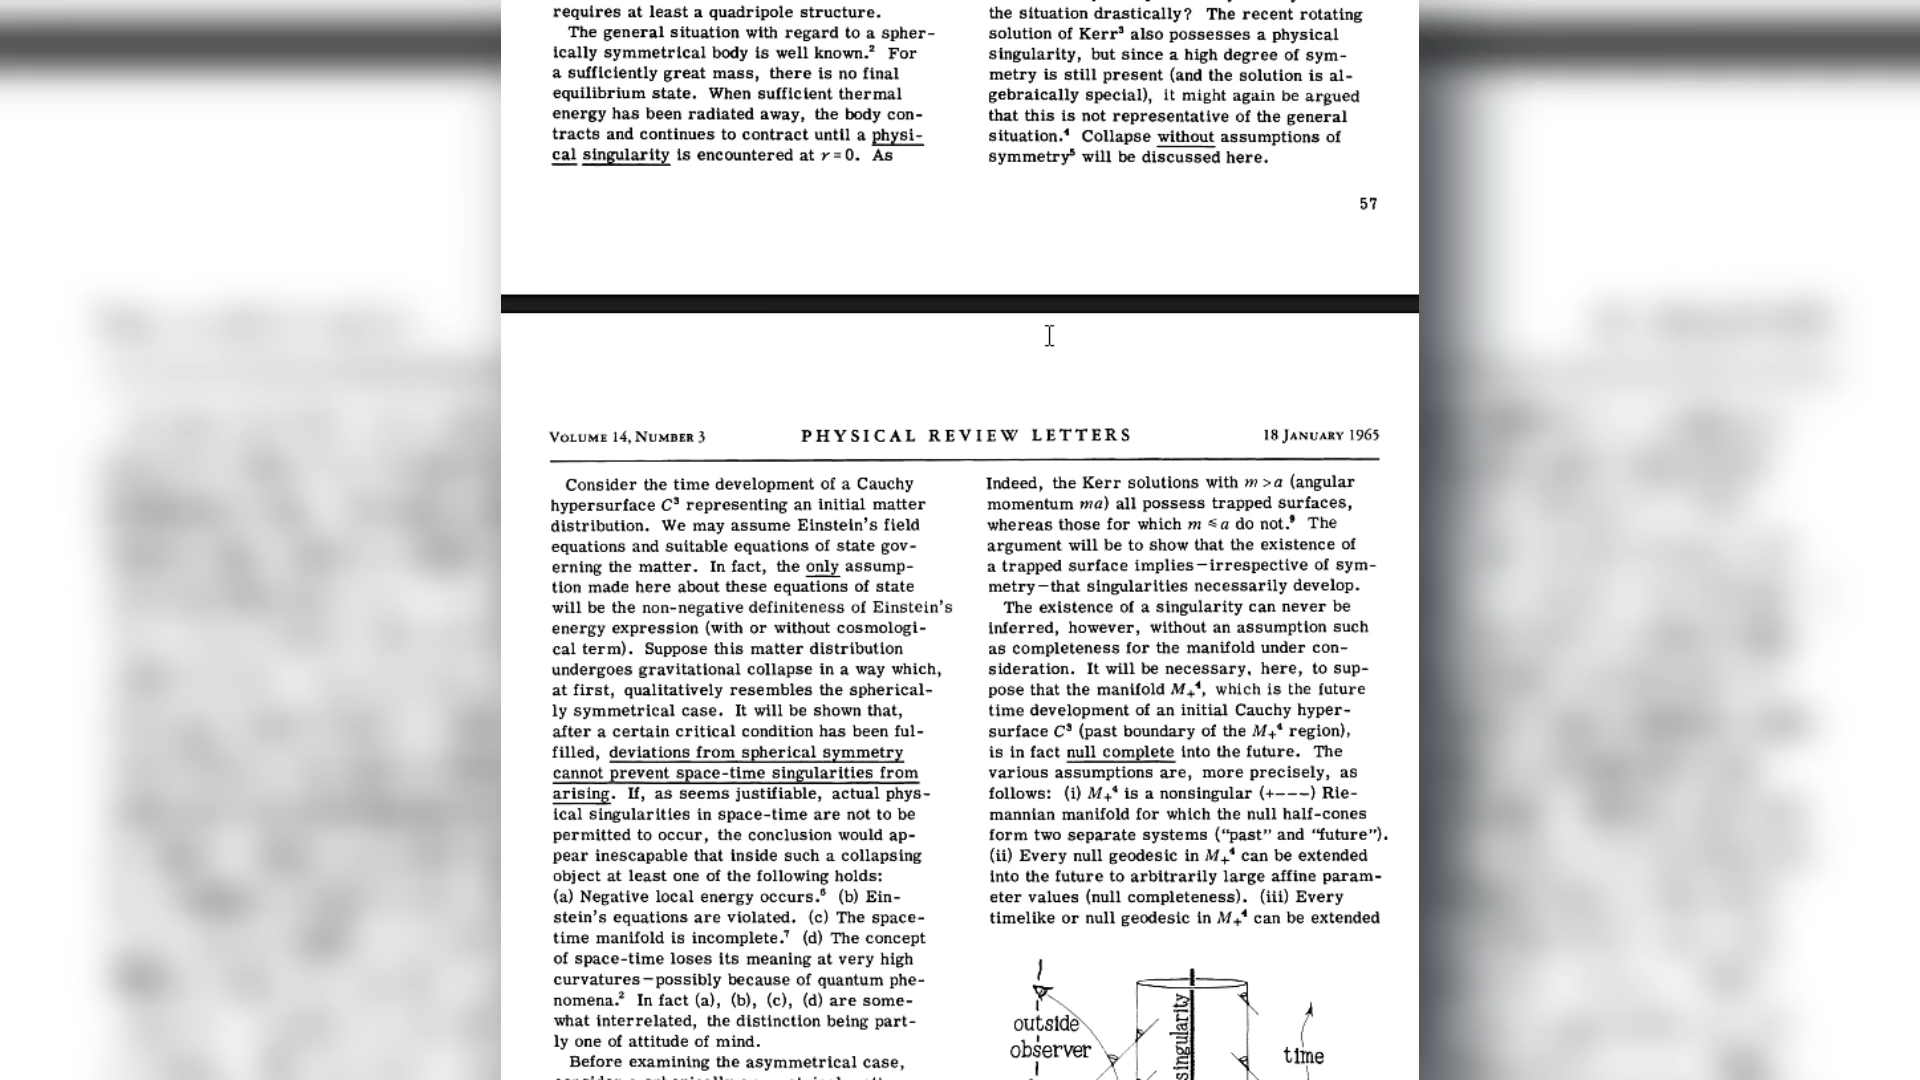 requires at least a quadripole structure.
The general situation with regard to a spher-
ically symmetrical body is well known.² For
a sufficiently great mass, there is no final
equilibrium state. When sufficient thermal
energy has been radiated away, the body con-
tracts and continues to contract until a physi-
cal singularity is encountered at r = 0. As
the situation drastically? The recent rotating
solution of Kerr³ also possesses a physical
singularity, but since a high degree of sym-
metry is still present (and the solution is al-
gebraically special), it might again be argued
that this is not representative of the general
situation.⁴ Collapse without assumptions of
symmetry⁵ will be discussed here.
57
VOLUME 14, NUMBER 3 PHYSICAL REVIEW LETTERS 18 JANUARY 1965
Consider the time development of a Cauchy
hypersurface C³ representing an initial matter
distribution. We may assume Einstein's field
equations and suitable equations of state gov-
erning the matter. In fact, the only assump-
tion made here about these equations of state
will be the non-negative definiteness of Einstein's
energy expression (with or without cosmologi-
cal term). Suppose this matter distribution
undergoes gravitational collapse in a way which,
at first, qualitatively resembles the spherical-
ly symmetrical case. It will be shown that,
after a certain critical condition has been ful-
filled, deviations from spherical symmetry
cannot prevent space-time singularities from
arising. If, as seems justifiable, actual phys-
ical singularities in space-time are not to be
permitted to occur, the conclusion would ap-
pear inescapable that inside such a collapsing
object at least one of the following holds:
(a) Negative local energy occurs.⁶ (b) Ein-
stein's equations are violated. (c) The space-
time manifold is incomplete.⁷ (d) The concept
of space-time loses its meaning at very high
curvatures—possibly because of quantum phe-
nomena.² In fact (a), (b), (c), (d) are some-
what interrelated, the distinction being part-
ly one of attitude of mind.
Before examining the asymmetrical case,
Indeed, the Kerr solutions with m > a (angular
momentum ma) all possess trapped surfaces,
whereas those for which m ≤ a do not.⁹ The
argument will be to show that the existence of
a trapped surface implies—irrespective of sym-
metry—that singularities necessarily develop.
The existence of a singularity can never be
inferred, however, without an assumption such
as completeness for the manifold under con-
sideration. It will be necessary, here, to sup-
pose that the manifold M₊⁴, which is the future
time development of an initial Cauchy hyper-
surface C³ (past boundary of the M₊⁴ region),
is in fact null complete into the future. The
various assumptions are, more precisely, as
follows: (i) M₊⁴ is a nonsingular (+---) Rie-
mannian manifold for which the null half-cones
form two separate systems (“past” and “future”).
(ii) Every null geodesic in M₊⁴ can be extended
into the future to arbitrarily large affine param-
eter values (null completeness). (iii) Every
timelike or null geodesic in M₊⁴ can be extended
outside
observer
singularity
time